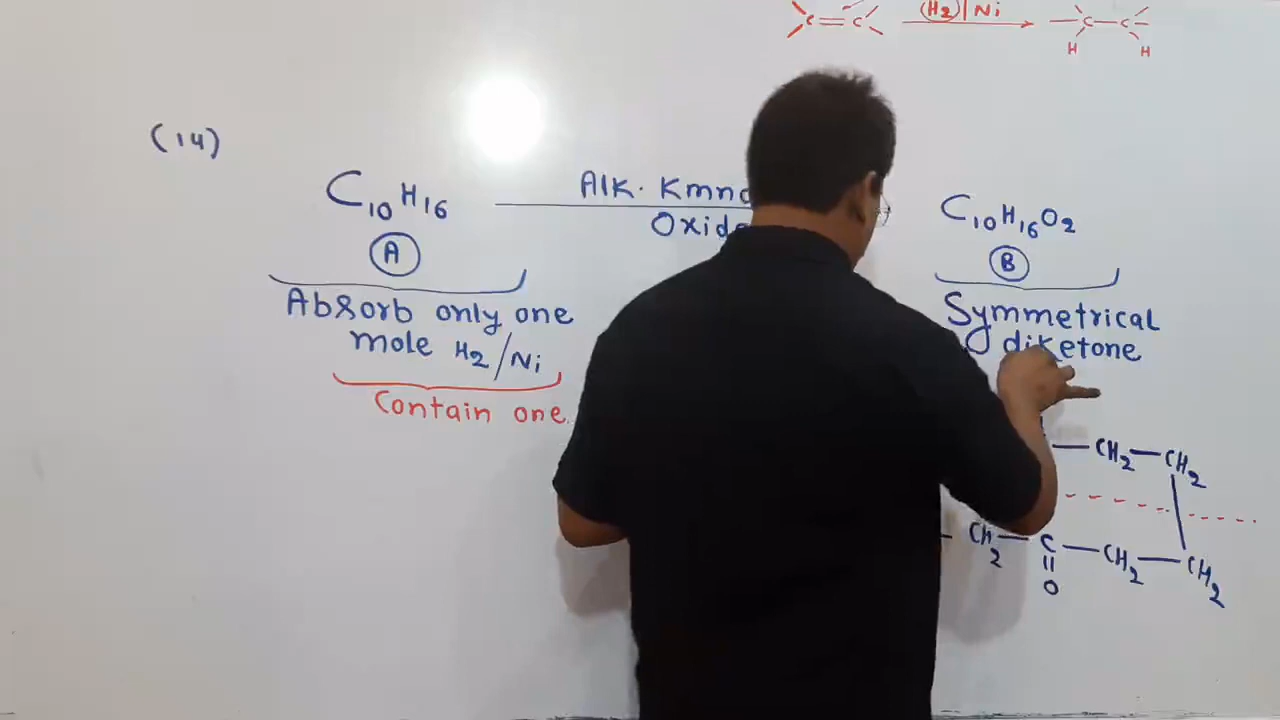 C=C (H2)|Ni C-C
H H
(14)
C10H16 Alk. Kmn C10H16O2
Oxid
A B
Absorb only one Symmetrical
mole H2/Ni diketone
Contain one
CH2-CH2
CH2-C-CH2-CH2
O